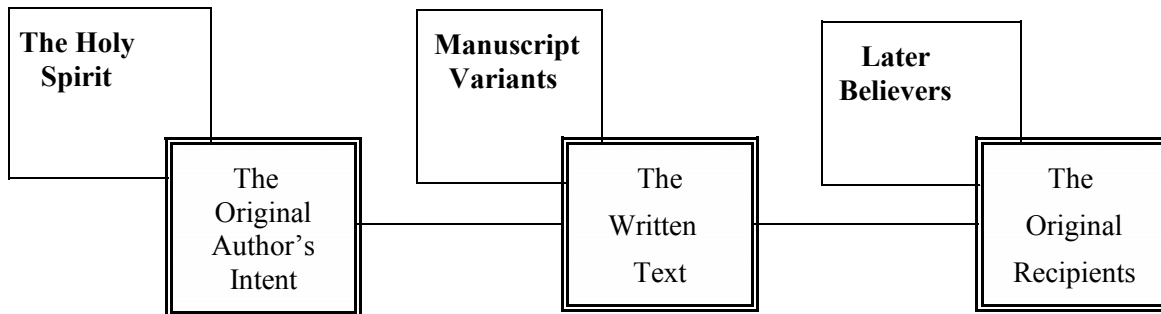 The Holy
Spirit
Manuscript
Variants
Later
Believers
The
Original
Author’s
Intent
The
Written
Text
The
Original
Recipients